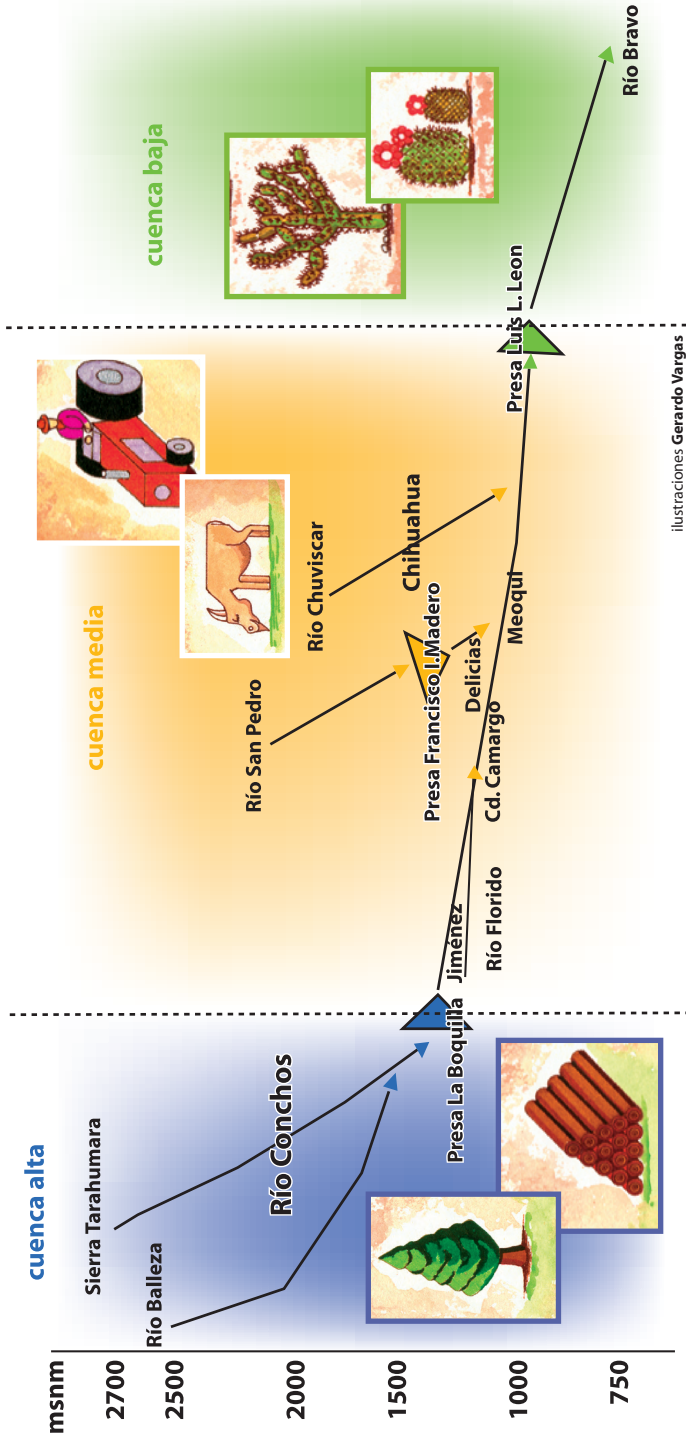 msnm
2700
2500
2000
1500
1000
750
cuenca alta
Sierra Tarahumara
Río Balleza
Río Conchos
Presa La Boquilla
cuenca media
Río San Pedro
Río Chuviscar
Chihuahua
Presa Francisco I.Madero
Delicias
Jiménez
Río Florido
Cd. Camargo
Meoqui
cuenca baja
Presa Luis L. Leon
Río Bravo
ilustraciones Gerardo Vargas